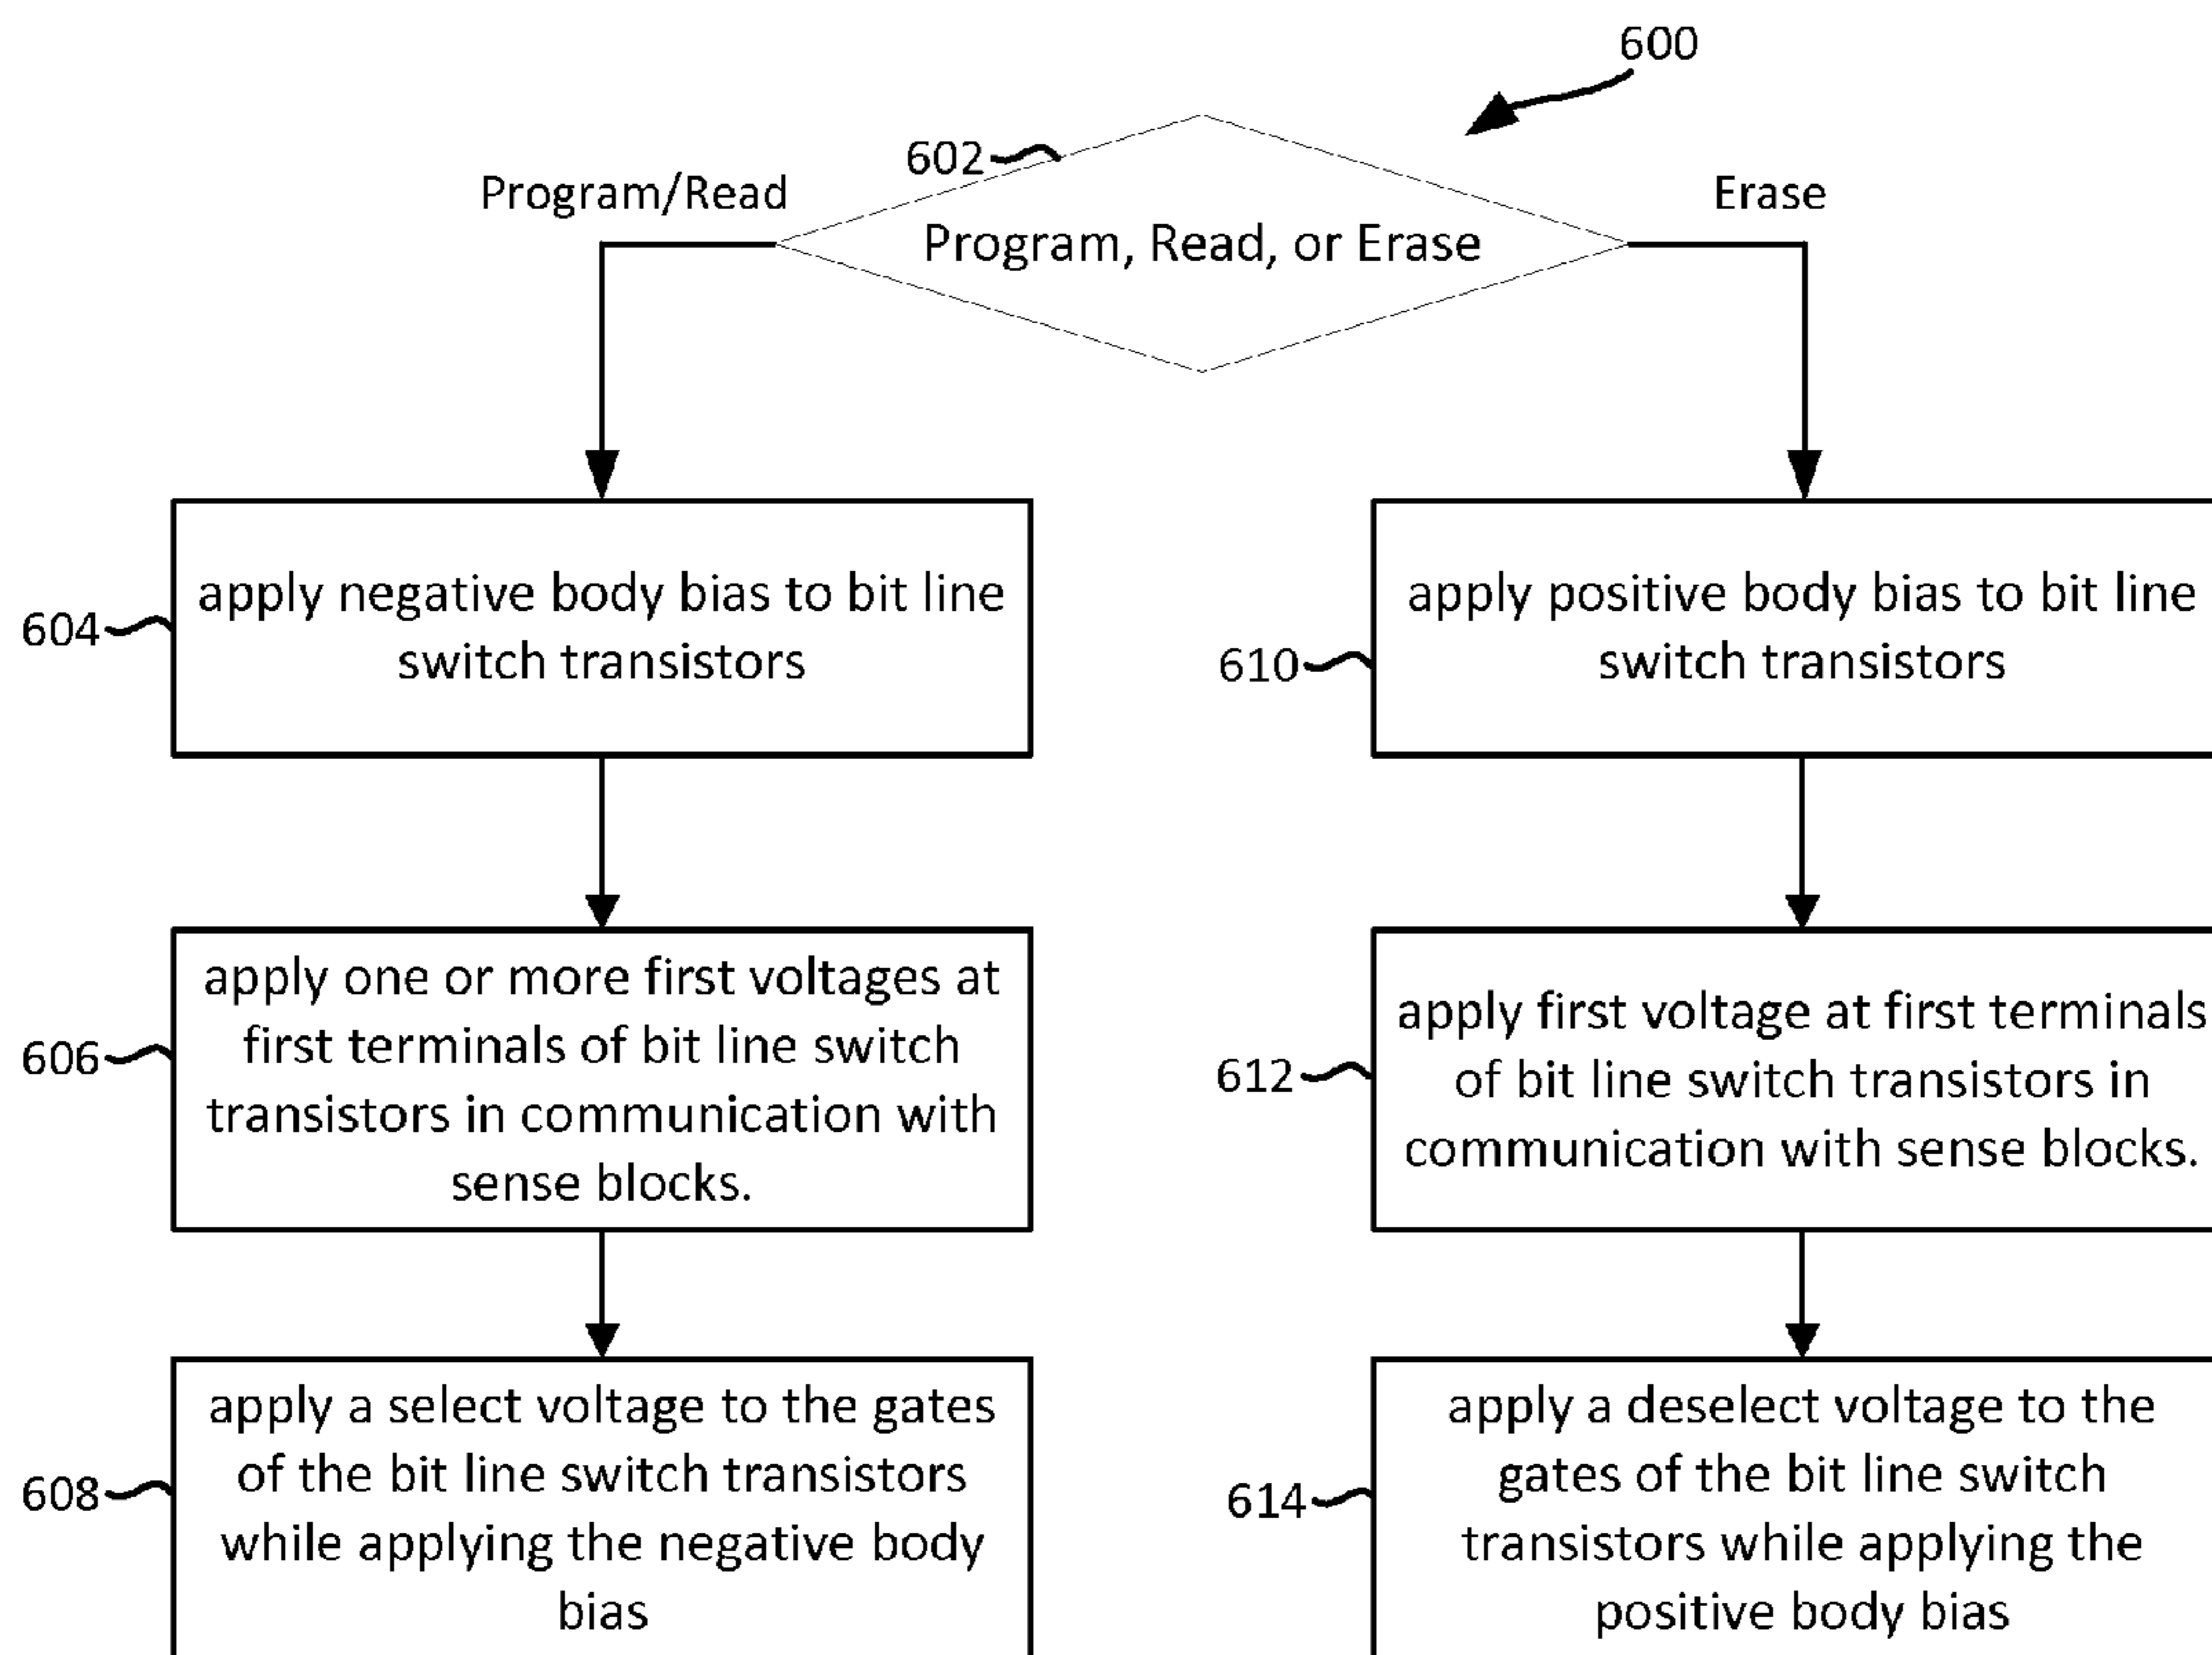 600
602
Program/Read
Erase
Program, Read, or Erase
604
apply negative body bias to bit line
switch transistors
610
apply positive body bias to bit line
switch transistors
606
apply one or more first voltages at
first terminals of bit line switch
transistors in communication with
sense blocks.
612
apply first voltage at first terminals
of bit line switch transistors in
communication with sense blocks.
608
apply a select voltage to the gates
of the bit line switch transistors
while applying the negative body
bias
614
apply a deselect voltage to the
gates of the bit line switch
transistors while applying the
positive body bias